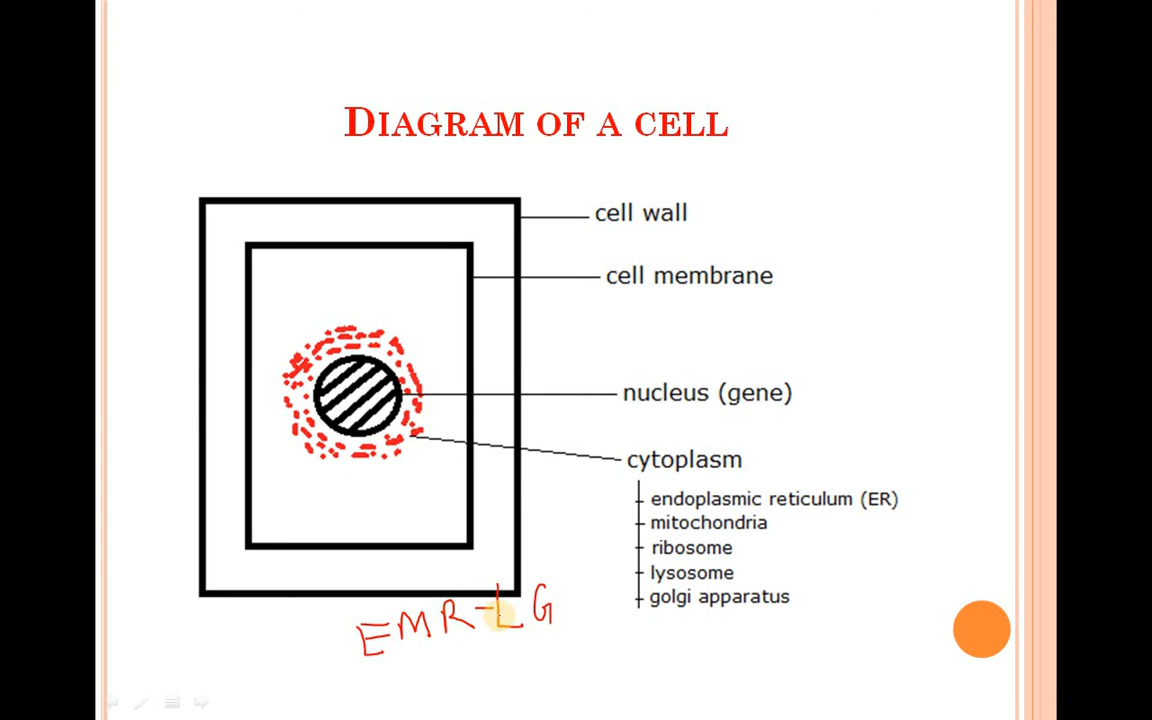 DIAGRAM OF A CELL
cell wall
cell membrane
nucleus (gene)
cytoplasm
endoplasmic reticulum (ER)
mitochondria
ribosome
lysosome
golgi apparatus
EMR-LG